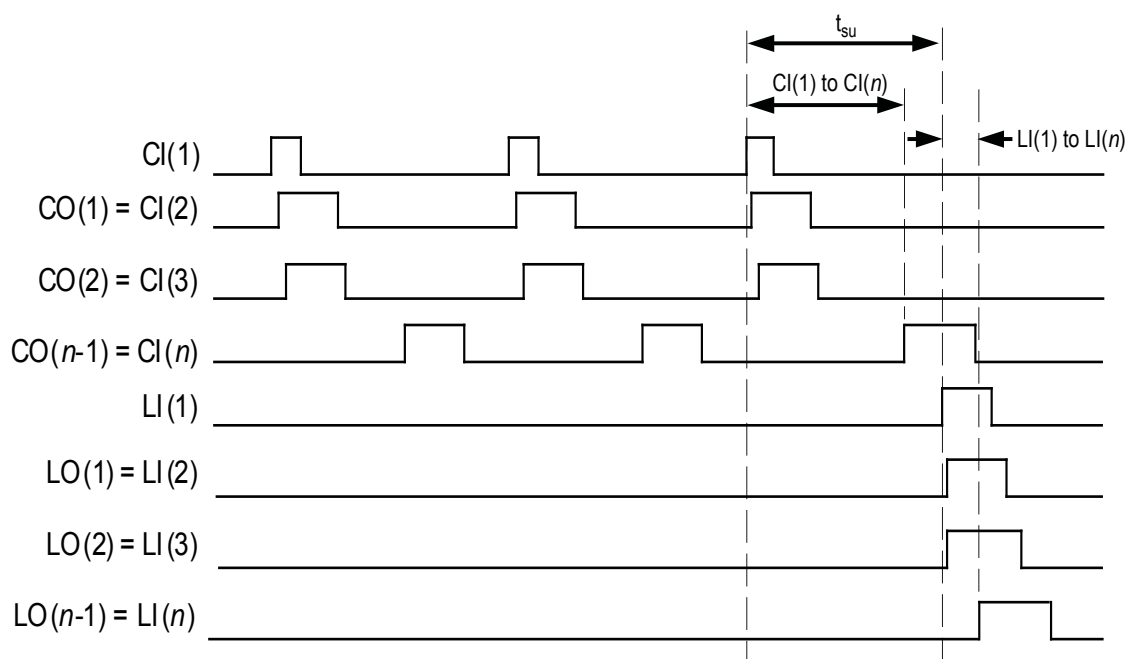 t_su
CI(1) to CI(n)
LI(1) to LI(n)
CI(1)
CO(1) = CI(2)
CO(2) = CI(3)
CO(n-1) = CI(n)
LI(1)
LO(1) = LI(2)
LO(2) = LI(3)
LO(n-1) = LI(n)